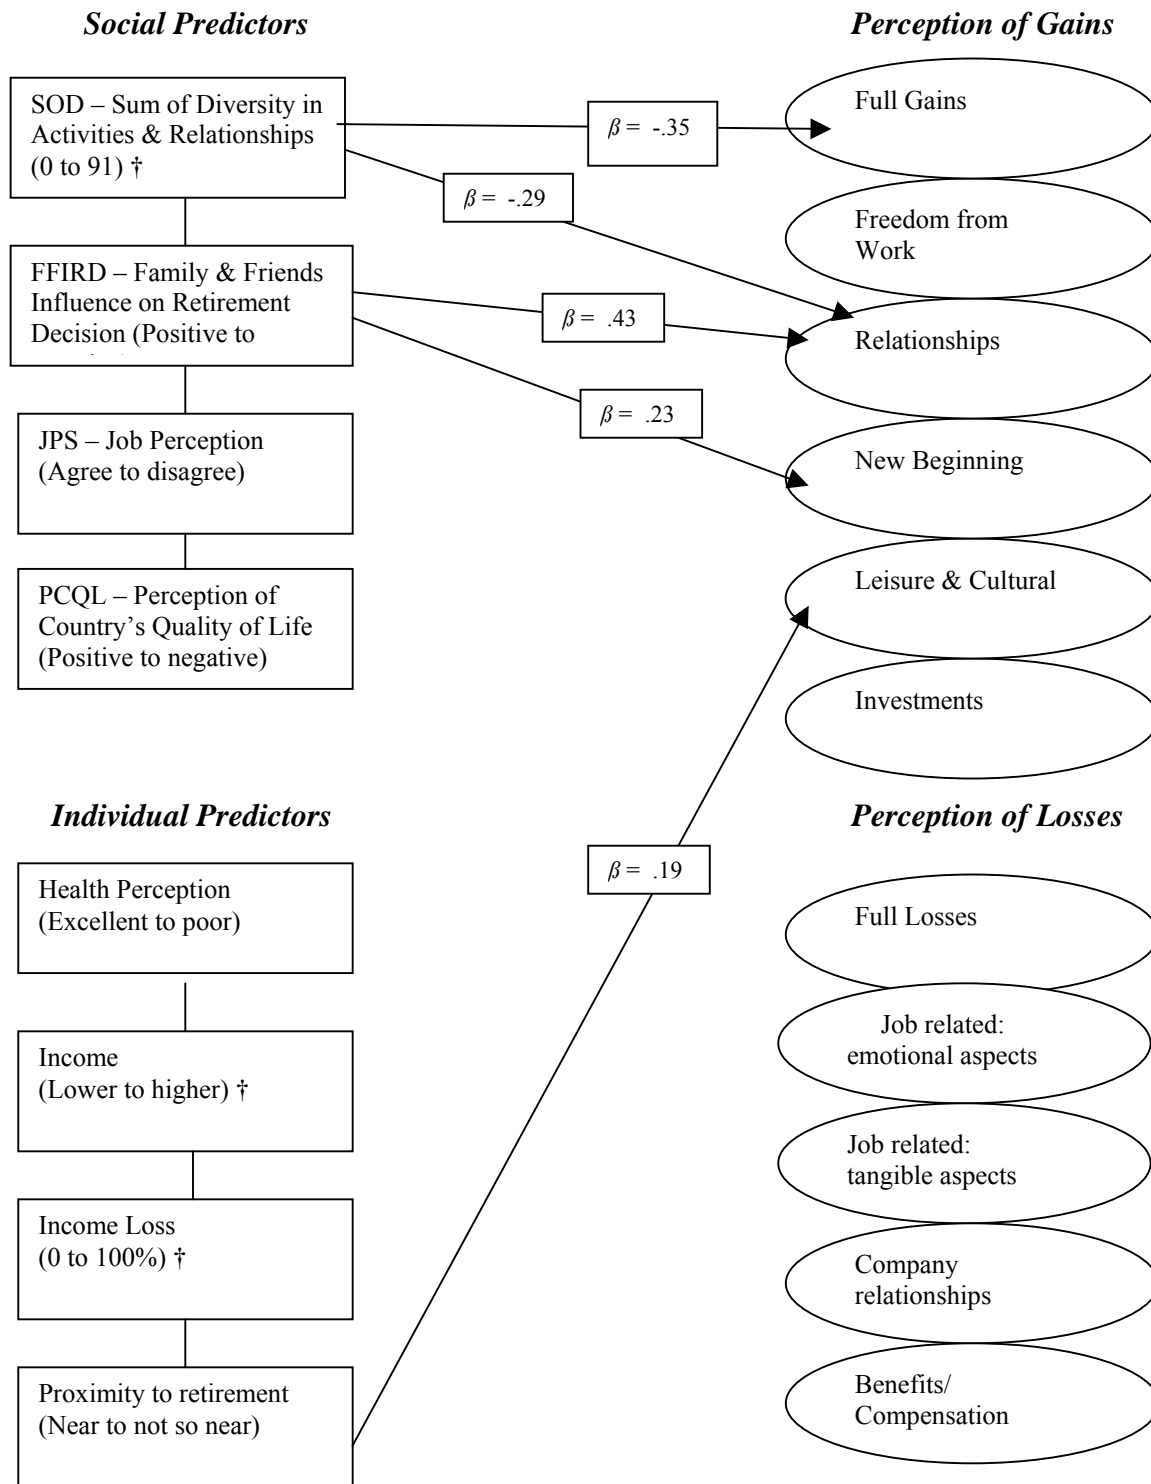 Social Predictors
SOD – Sum of Diversity in
Activities & Relationships
(0 to 91) †
FFIRD – Family & Friends
Influence on Retirement
Decision (Positive to
JPS – Job Perception
(Agree to disagree)
PCQL – Perception of
Country’s Quality of Life
(Positive to negative)
β = -.35
β = -.29
β = .43
β = .23
Perception of Gains
Full Gains
Freedom from
Work
Relationships
New Beginning
Leisure & Cultural
Investments
Individual Predictors
Health Perception
(Excellent to poor)
Income
(Lower to higher) †
Income Loss
(0 to 100%) †
Proximity to retirement
(Near to not so near)
β = .19
Perception of Losses
Full Losses
Job related:
emotional aspects
Job related:
tangible aspects
Company
relationships
Benefits/
Compensation